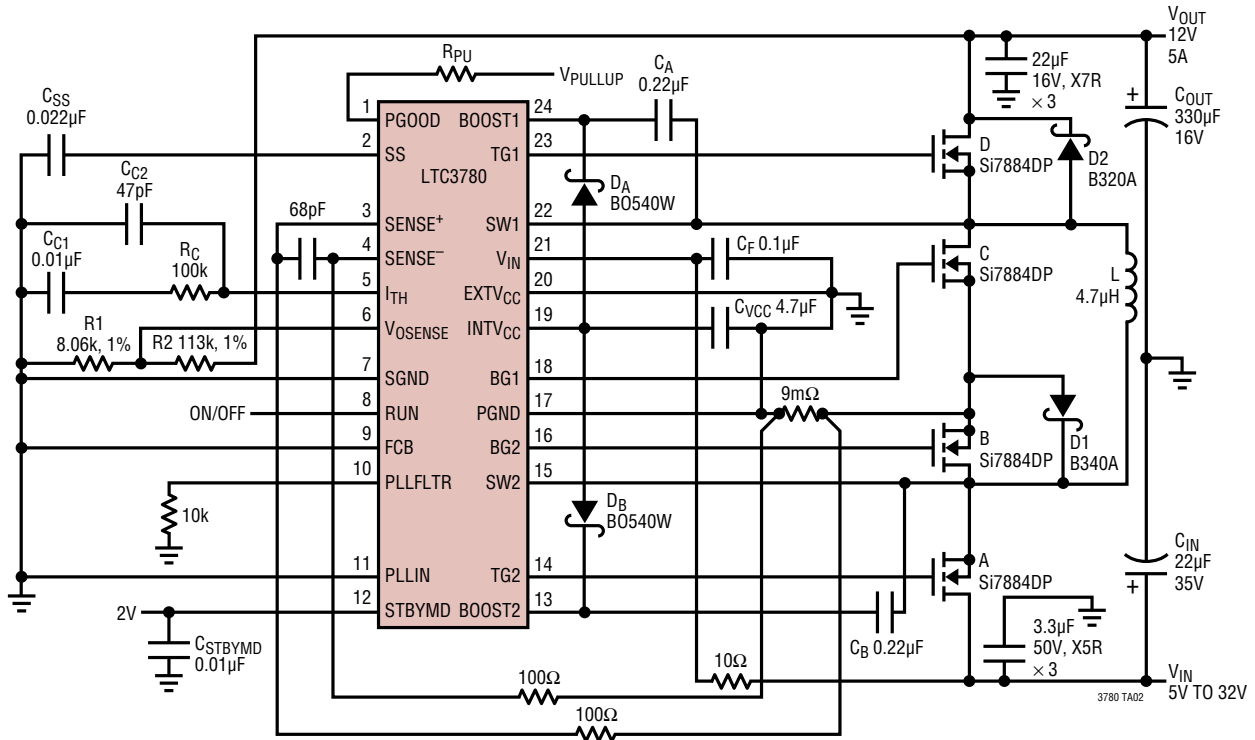 VOUT
12V
5A
RPU
VPULLUP
CA
0.22µF
22µF
16V, X7R
× 3
COUT
330µF
16V
+
CSS
0.022µF
1
PGOOD
BOOST1
24
2
SS
TG1
23
LTC3780
D
Si7884DP
D2
B320A
CC2
47pF
DA
BO540W
68pF
3
SENSE+
SW1
22
4
SENSE–
VIN
21
CF 0.1µF
C
Si7884DP
L
4.7µH
CC1
0.01µF
RC
100k
5
ITH
EXTVCC
20
CVCC 4.7µF
6
VOSENSE
INTVCC
19
R1
8.06k, 1%
R2 113k, 1%
7
SGND
BG1
18
9mΩ
ON/OFF
8
RUN
PGND
17
D1
B340A
9
FCB
BG2
16
B
Si7884DP
10
PLLFLTR
SW2
15
10k
DB
BO540W
CIN
22µF
35V
+
11
PLLIN
TG2
14
A
Si7884DP
2V
12
STBYMD
BOOST2
13
CSTBYMD
0.01µF
CB 0.22µF
3.3µF
50V, X5R
× 3
10Ω
100Ω
100Ω
VIN
5V TO 32V
3780 TA02